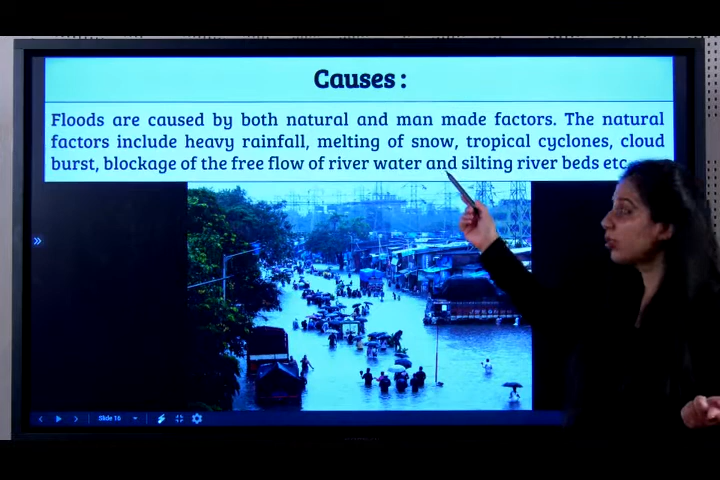 Causes :
Floods are caused by both natural and man made factors. The natural
factors include heavy rainfall, melting of snow, tropical cyclones, cloud
burst, blockage of the free flow of river water and silting river beds etc
Slide 16